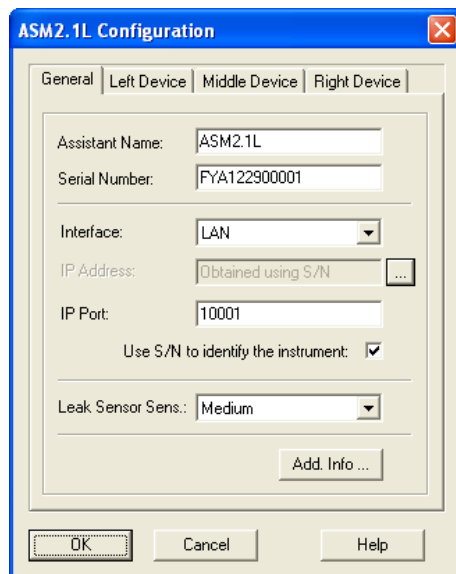 ASM2.1L Configuration
General Left Device Middle Device Right Device
Assistant Name: ASM2.1L
Serial Number: FYA122900001
Interface: LAN
IP Address: Obtained using S/N ...
IP Port: 10001
Use S/N to identify the instrument:
Leak Sensor Sens.: Medium
Add. Info ...
OK Cancel Help